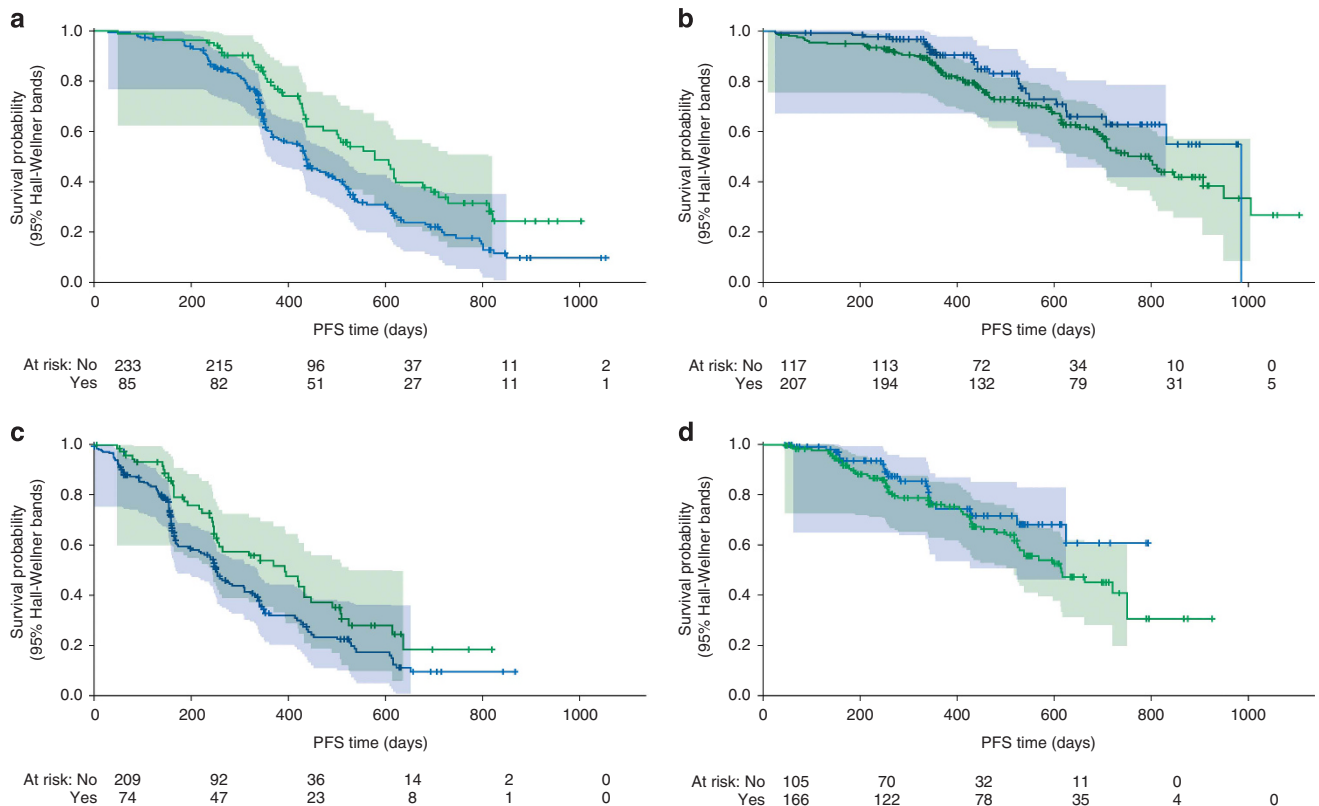 a
Survival probability
(95% Hall-Wellner bands)
1.0
0.8
0.6
0.4
0.2
0.0
0 200 400 600 800 1000
PFS time (days)
At risk: No 233 215 96 37 11 2
Yes 85 82 51 27 11 1
b
Survival probability
(95% Hall-Wellner bands)
1.0
0.8
0.6
0.4
0.2
0.0
0 200 400 600 800 1000
PFS time (days)
At risk: No 117 113 72 34 10 0
Yes 207 194 132 79 31 5
c
Survival probability
(95% Hall-Wellner bands)
1.0
0.8
0.6
0.4
0.2
0.0
0 200 400 600 800 1000
PFS time (days)
At risk: No 209 92 36 14 2 0
Yes 74 47 23 8 1 0
d
Survival probability
(95% Hall-Wellner bands)
1.0
0.8
0.6
0.4
0.2
0.0
0 200 400 600 800 1000
PFS time (days)
At risk: No 105 70 32 11 0
Yes 166 122 78 35 4 0